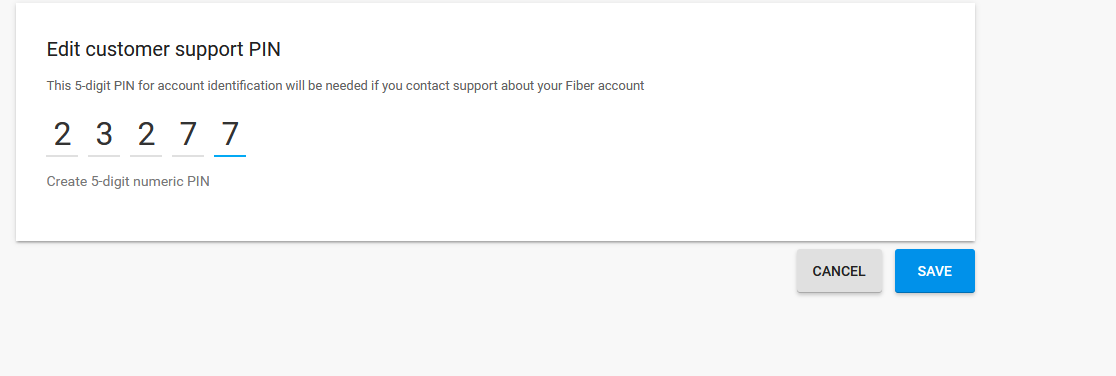 Edit customer support PIN
This 5-digit PIN for account identification will be needed if you contact support about your Fiber account
2 3 2 7 7
Create 5-digit numeric PIN
CANCEL SAVE